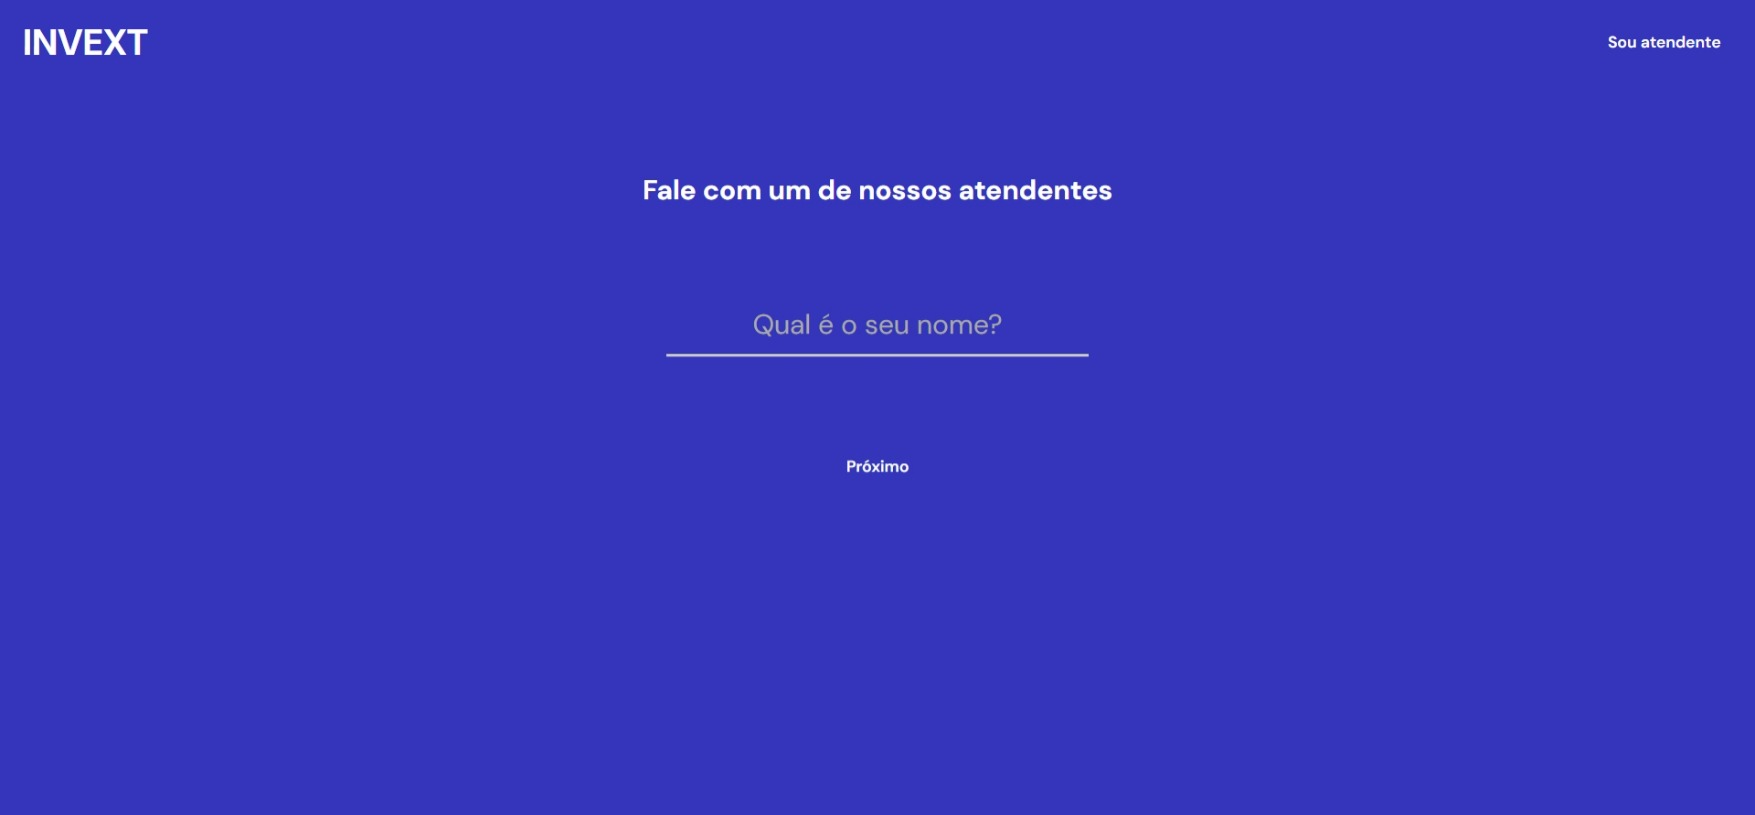 INVEXT
Sou atendente
Fale com um de nossos atendentes
Qual é o seu nome?
Próximo